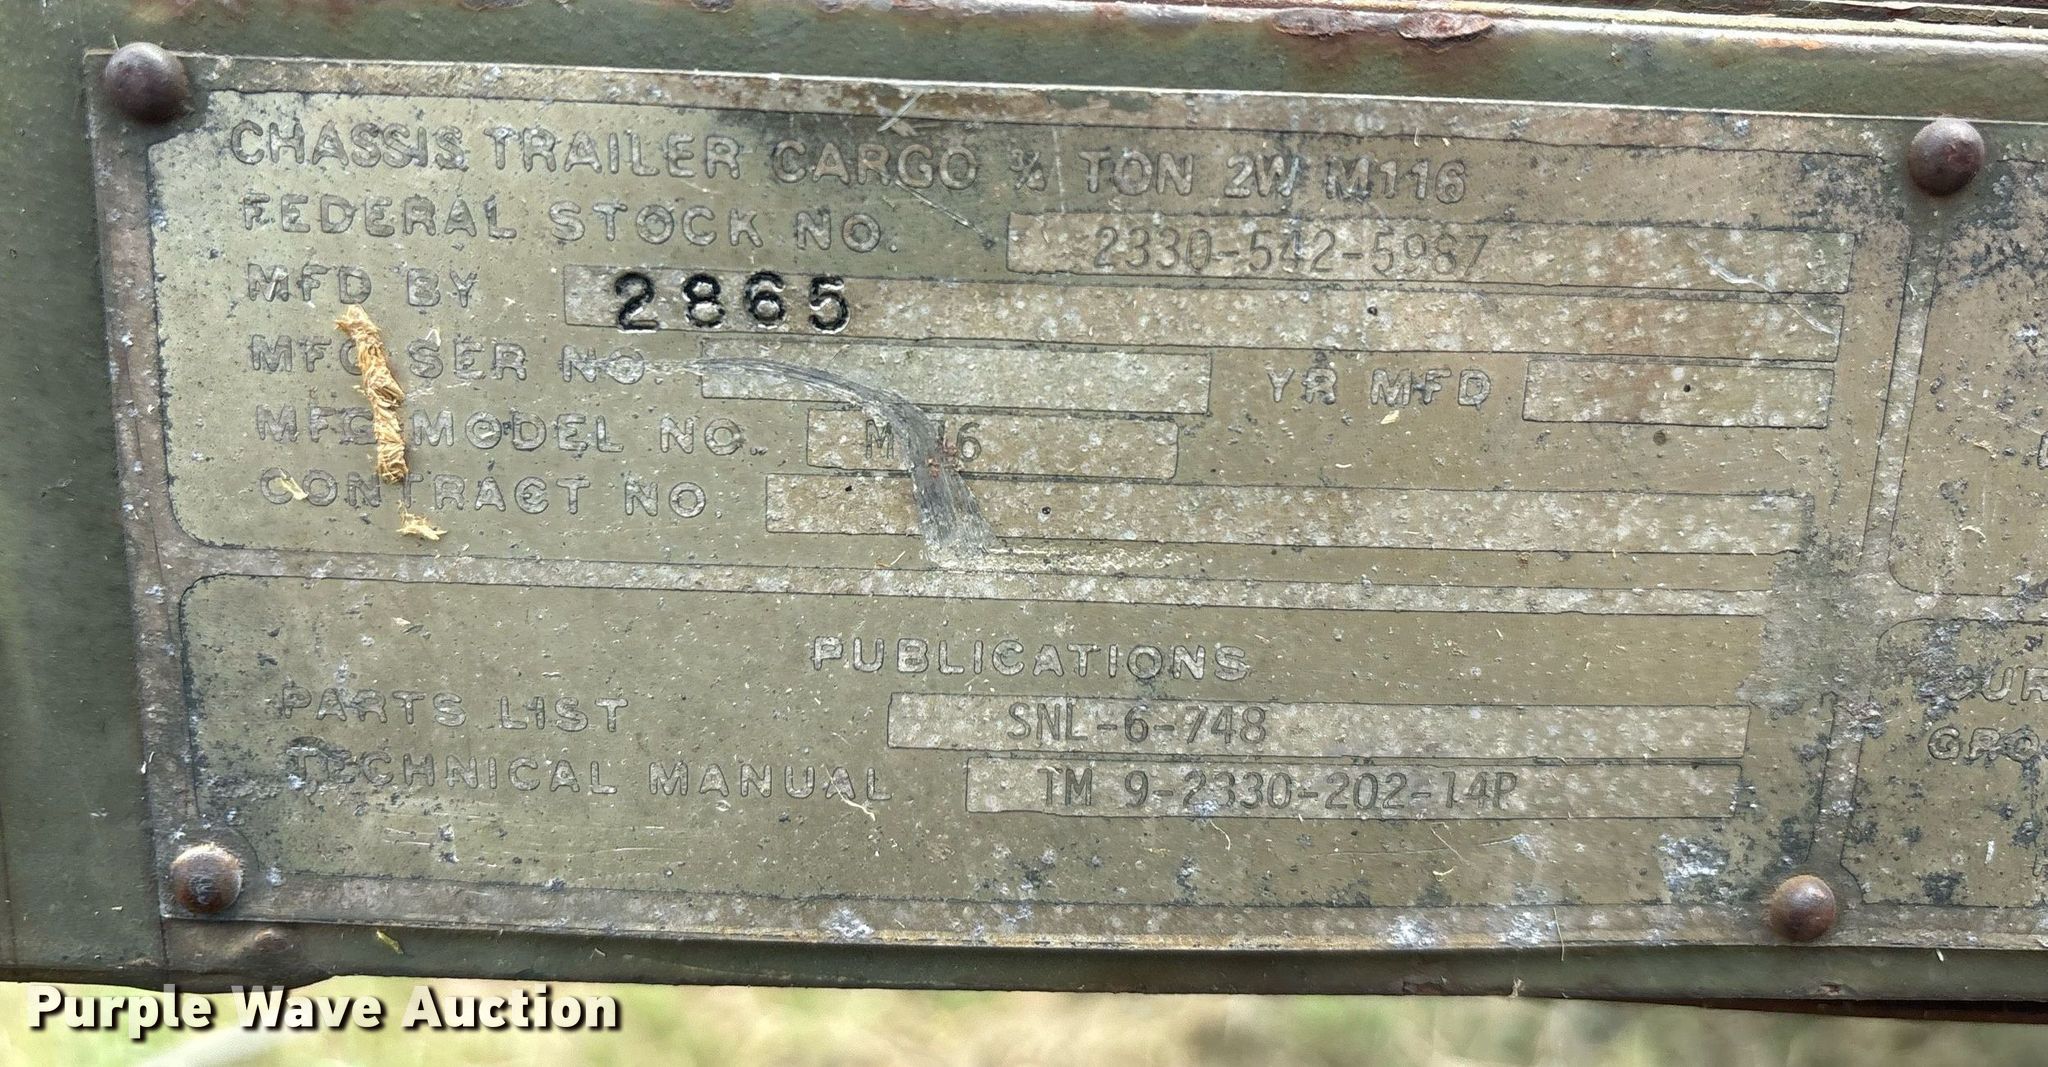 CHASSIS TRAILER CARGO ¾ TON 2W M116
FEDERAL STOCK NO. 2330-542-5987
MFD BY 2865
MFG SER NO. YR MFD
MFG MODEL NO.
CONTRACT NO.
PUBLICATIONS
PARTS LIST SNL-6-748
TECHNICAL MANUAL TM 9-2330-202-14P
Purple Wave Auction